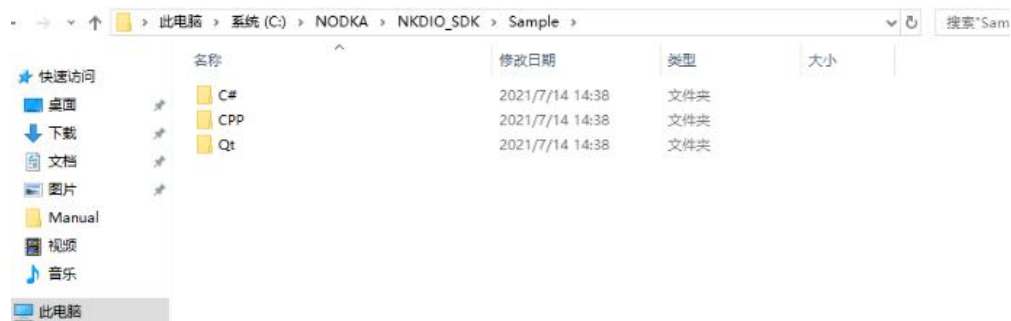 此电脑 › 系统 (C:) › NODKA › NKDIO_SDK › Sample ›
搜索"Sam
名称 修改日期 类型 大小
快速访问
桌面
下载
文档
图片
Manual
视频
音乐
此电脑
C# 2021/7/14 14:38 文件夹
CPP 2021/7/14 14:38 文件夹
Qt 2021/7/14 14:38 文件夹